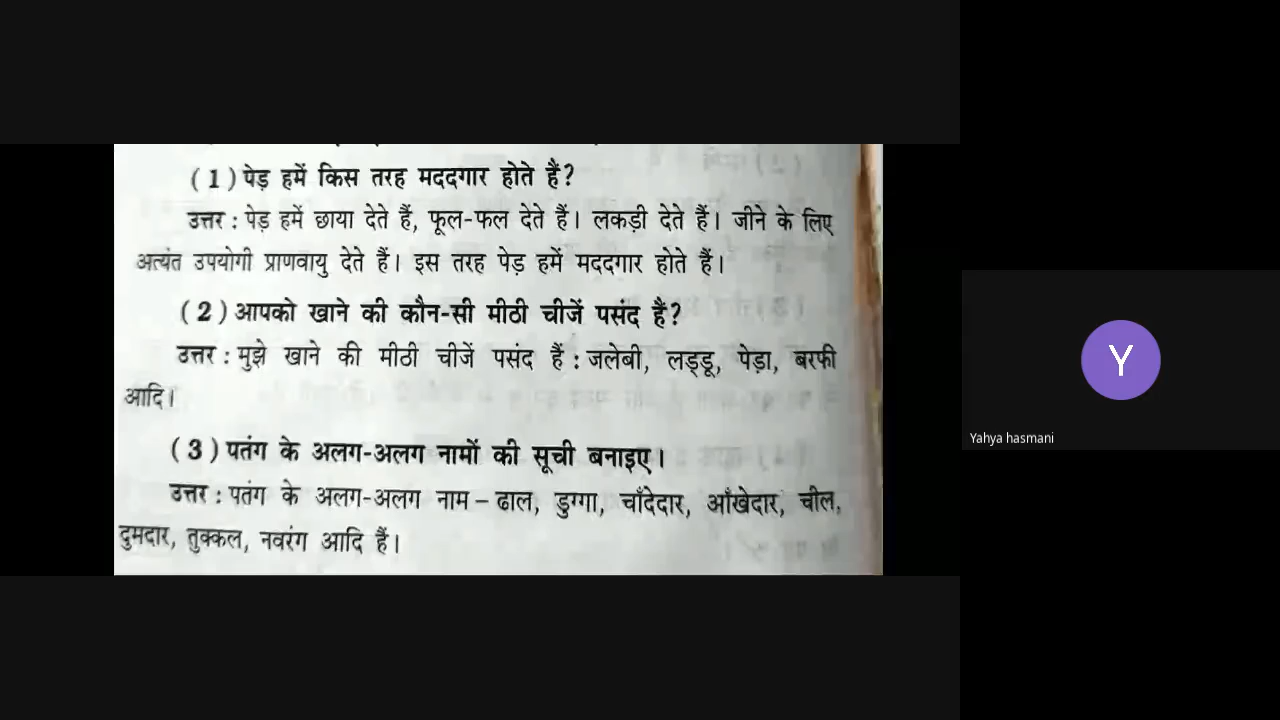 (1) पेड़ हमें किस तरह मददगार होते हैं?
उत्तर : पेड़ हमें छाया देते हैं, फूल-फल देते हैं। लकड़ी देते हैं। जीने के लिए
अत्यंत उपयोगी प्राणवायु देते हैं। इस तरह पेड़ हमें मददगार होते हैं।
(2) आपको खाने की कौन-सी मीठी चीजें पसंद हैं?
उत्तर : मुझे खाने की मीठी चीजें पसंद हैं : जलेबी, लड्डू, पेड़ा, बरफी
आदि।
(3) पतंग के अलग-अलग नामों की सूची बनाइए।
उत्तर : पतंग के अलग-अलग नाम – ढाल, डुग्गा, चाँदेदार, आँखेदार, चील,
दुमदार, तुक्कल, नवरंग आदि हैं।
Y
Yahya hasmani